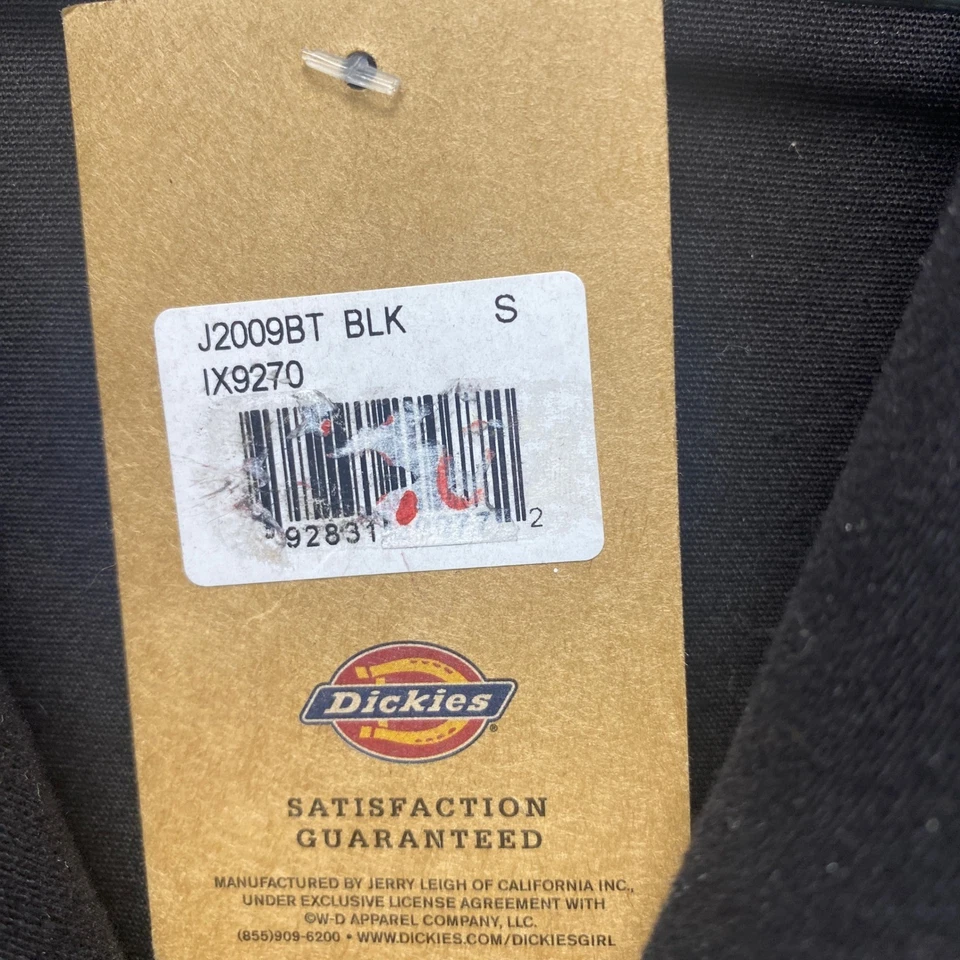 J2009BT BLK S
IX9270
92831 2
Dickies®
SATISFACTION
GUARANTEED
MANUFACTURED BY JERRY LEIGH OF CALIFORNIA INC.,
UNDER EXCLUSIVE LICENSE AGREEMENT WITH
©W-D APPAREL COMPANY, LLC.
(855)909-6200 • WWW.DICKIES.COM/DICKIESGIRL